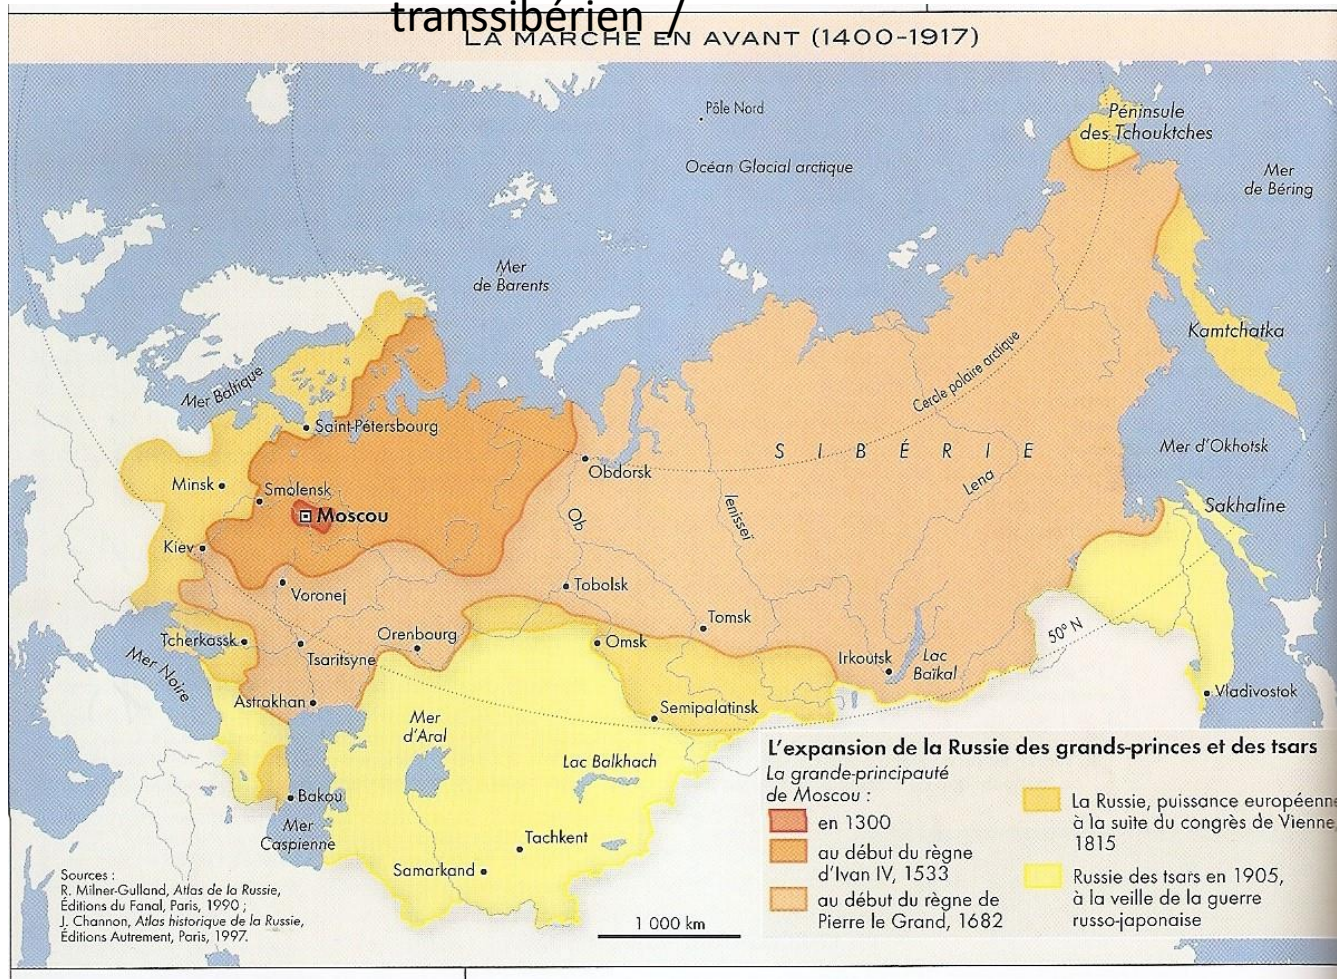 transsibérien /
LA MARCHE EN AVANT (1400-1917)
Pôle Nord
Océan Glacial arctique
Péninsule
des Tchouktches
Mer
de Béring
Mer
de Barents
Kamtchatka
Cercle polaire arctique
Mer Baltique
Saint-Pétersbourg
Mer d'Okhotsk
SIBÉRIE
Obdorsk
Minsk
Smolensk
Lena
Ienisseï
Sakhaline
Moscou
Ob
Kiev
Tobolsk
Voronej
Tomsk
50° N
Tcherkassk
Orenbourg
Omsk
Mer Noire
Tsaritsyne
Irkoutsk
Lac
Baïkal
Vladivostok
Astrakhan
Semipalatinsk
Mer
d'Aral
Lac Balkhach
Bakou
Mer
Caspienne
Tachkent
Samarkand
L'expansion de la Russie des grands-princes et des tsars
La grande-principauté
de Moscou :
en 1300
au début du règne
d'Ivan IV, 1533
au début du règne de
Pierre le Grand, 1682
La Russie, puissance européenn
à la suite du congrès de Vienne
1815
Russie des tsars en 1905,
à la veille de la guerre
russo-japonaise
Sources :
R. Milner-Gulland, Atlas de la Russie,
Éditions du Fanal, Paris, 1990 ;
J. Channon, Atlas historique de la Russie,
Éditions Autrement, Paris, 1997.
1 000 km